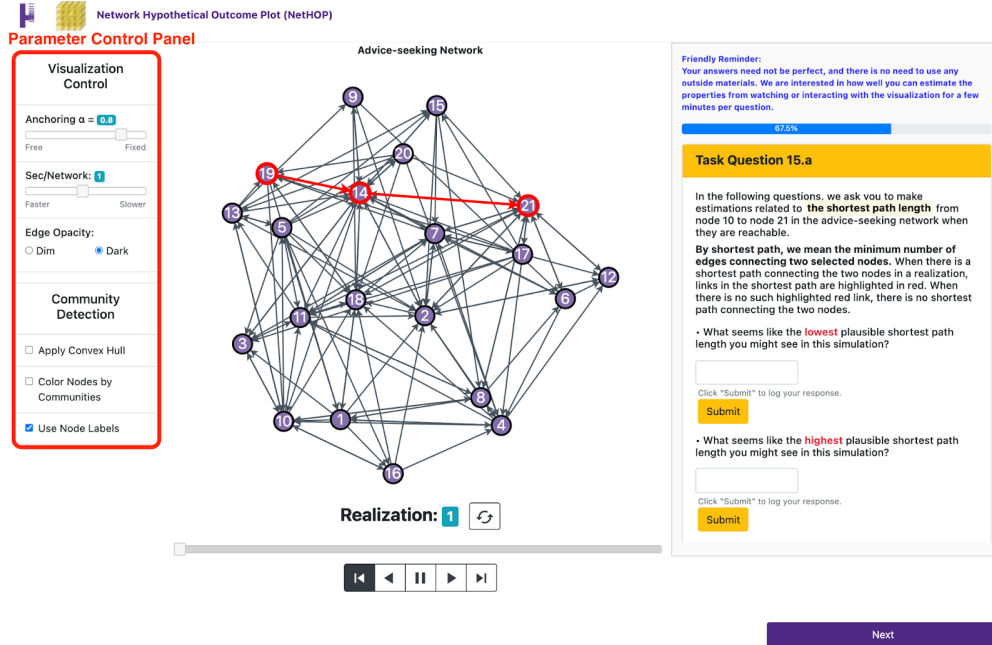 Network Hypothetical Outcome Plot (NetHOP)
Parameter Control Panel
Visualization
Control
Anchoring α = 0.8
Free Fixed
Sec/Network: 1
Faster Slower
Edge Opacity:
Dim Dark
Community
Detection
Apply Convex Hull
Color Nodes by
Communities
Use Node Labels
Advice-seeking Network
9
15
20
19
14
21
13
5
7
17
12
18
6
11
2
3
8
10
1
4
16
Realization: 1
Friendly Reminder:
Your answers need not be perfect, and there is no need to use any
outside materials. We are interested in how well you can estimate the
properties from watching or interacting with the visualization for a few
minutes per question.
67.5%
Task Question 15.a
In the following questions, we ask you to make
estimations related to the shortest path length from
node 10 to node 21 in the advice-seeking network when
they are reachable.
By shortest path, we mean the minimum number of
edges connecting two selected nodes. When there is a
shortest path connecting the two nodes in a realization,
links in the shortest path are highlighted in red. When
there is no such highlighted red link, there is no shortest
path connecting the two nodes.
• What seems like the lowest plausible shortest path
length you might see in this simulation?
Click "Submit" to log your response.
Submit
• What seems like the highest plausible shortest path
length you might see in this simulation?
Click "Submit" to log your response.
Submit
Next